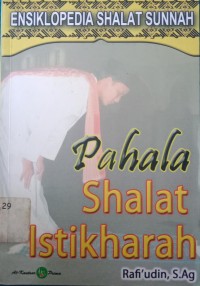 ENSIKLOPEDIA SHALAT SUNNAH
Pahala
Shalat
Istikharah
29
Rafi'udin, S.Ag